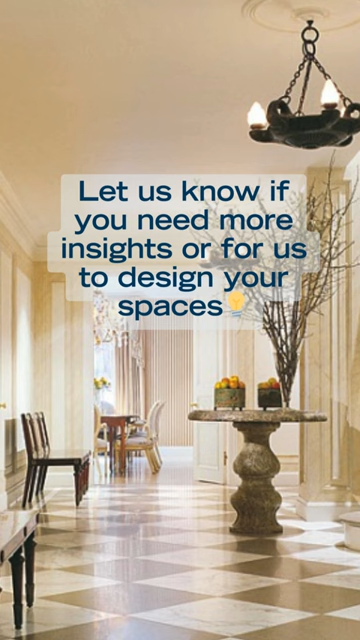 Let us know if
you need more
insights or for us
to design your
spaces💡